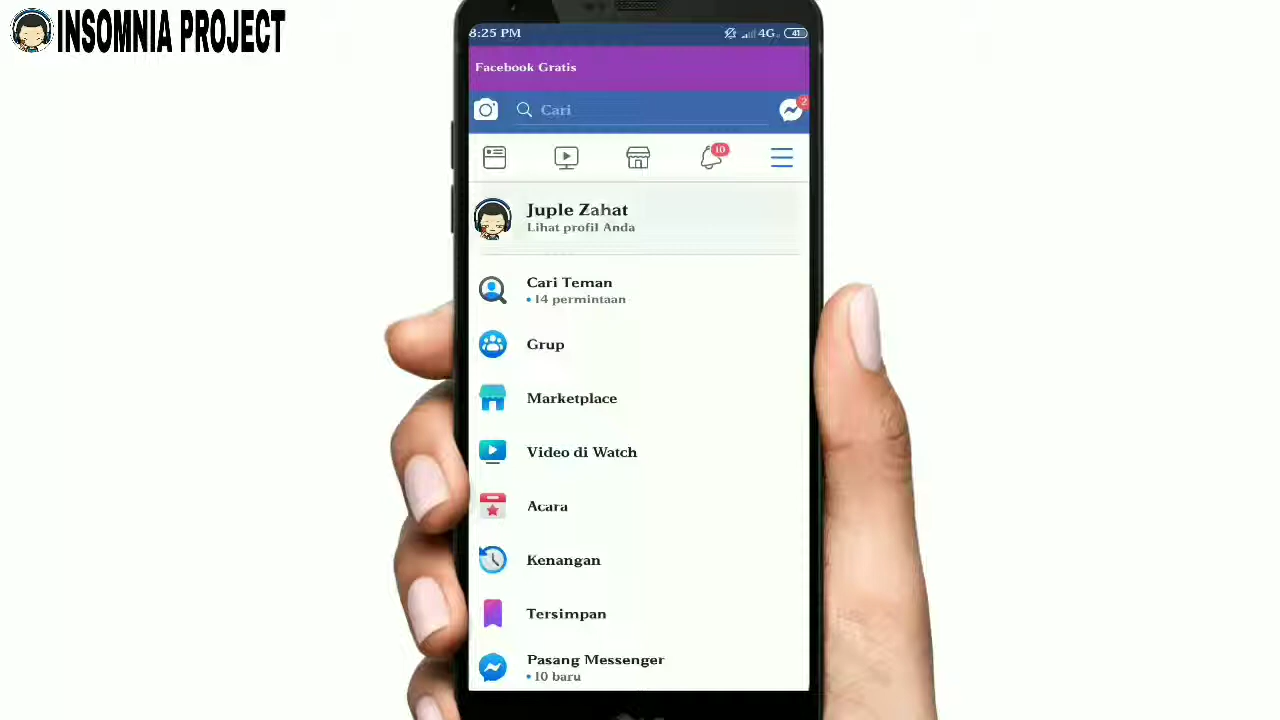 INSOMNIA PROJECT
8:25 PM
4G
41
Facebook Gratis
Cari
2
10
Juple Zahat
Lihat profil Anda
Cari Teman
14 permintaan
Grup
Marketplace
Video di Watch
Acara
Kenangan
Tersimpan
Pasang Messenger
10 baru